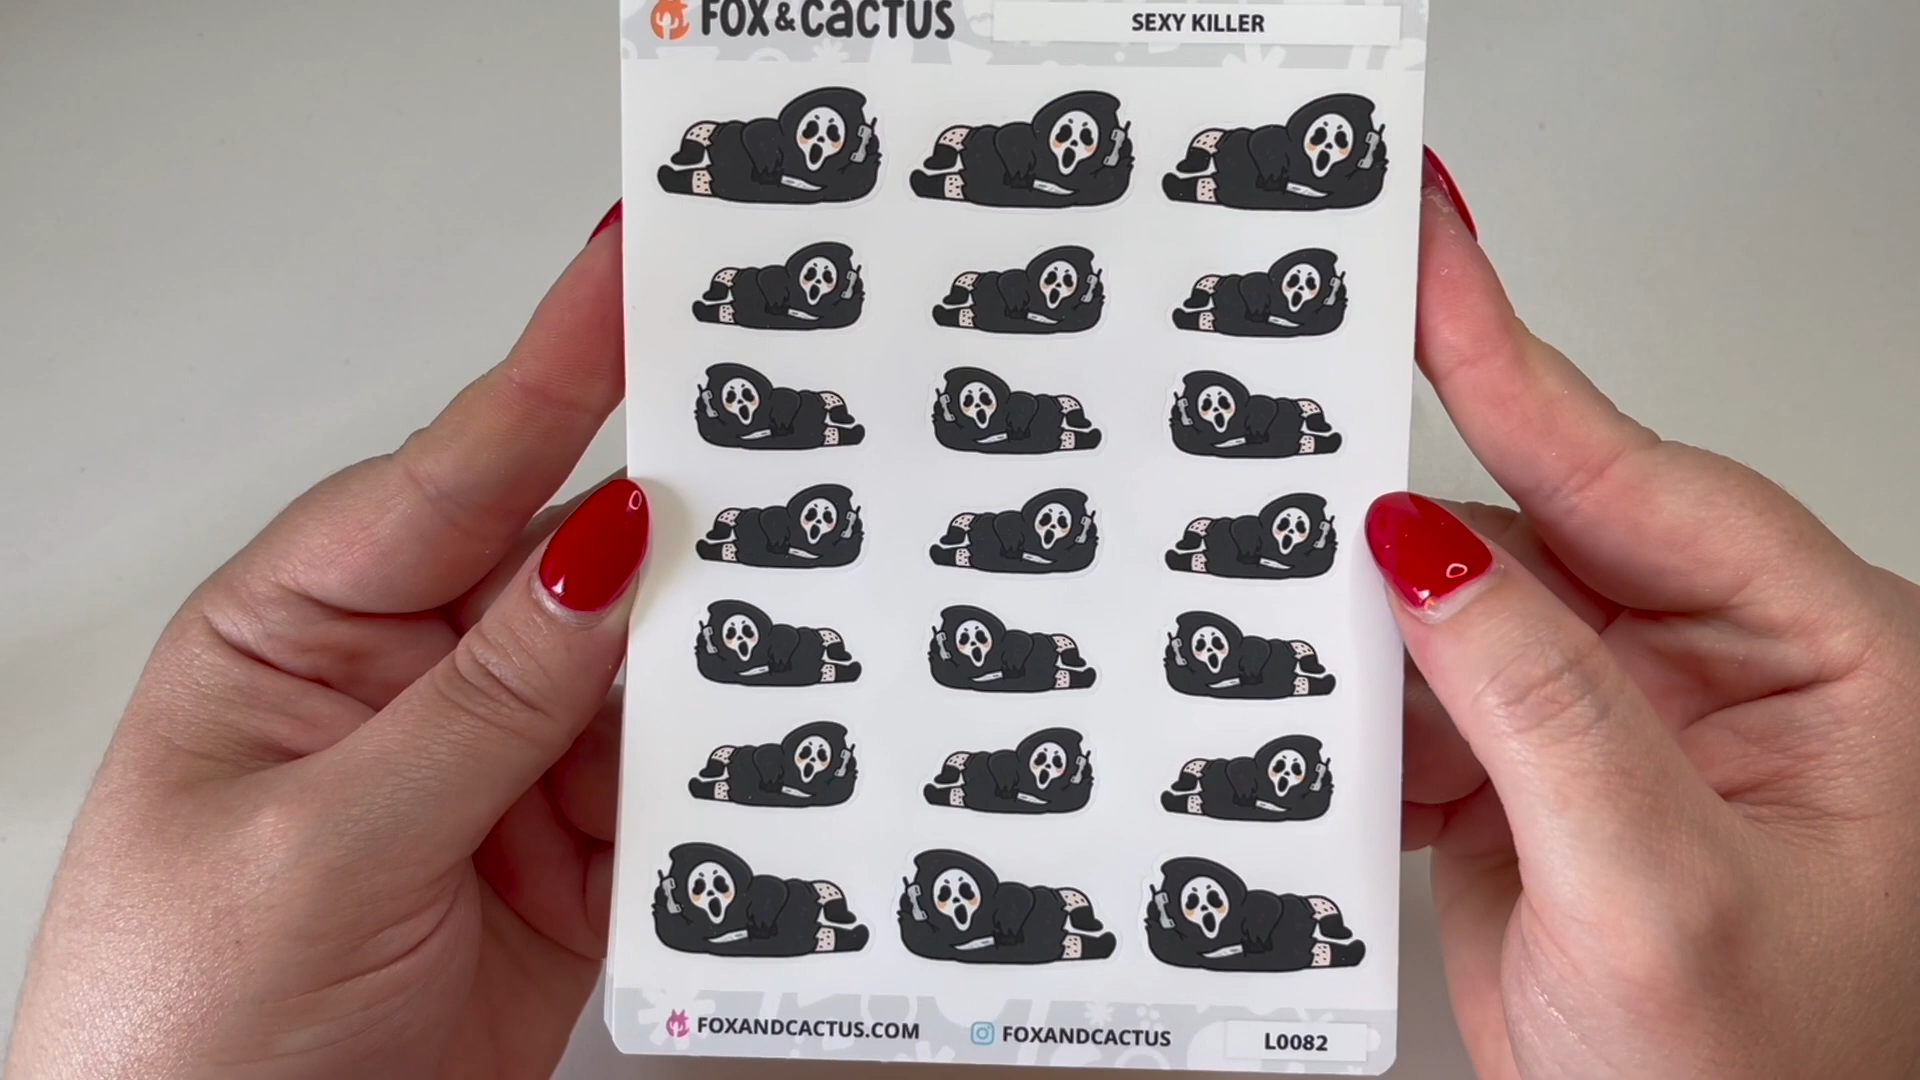 FOX & CACTUS
SEXY KILLER
FOXANDCACTUS.COM
FOXANDCACTUS
L0082